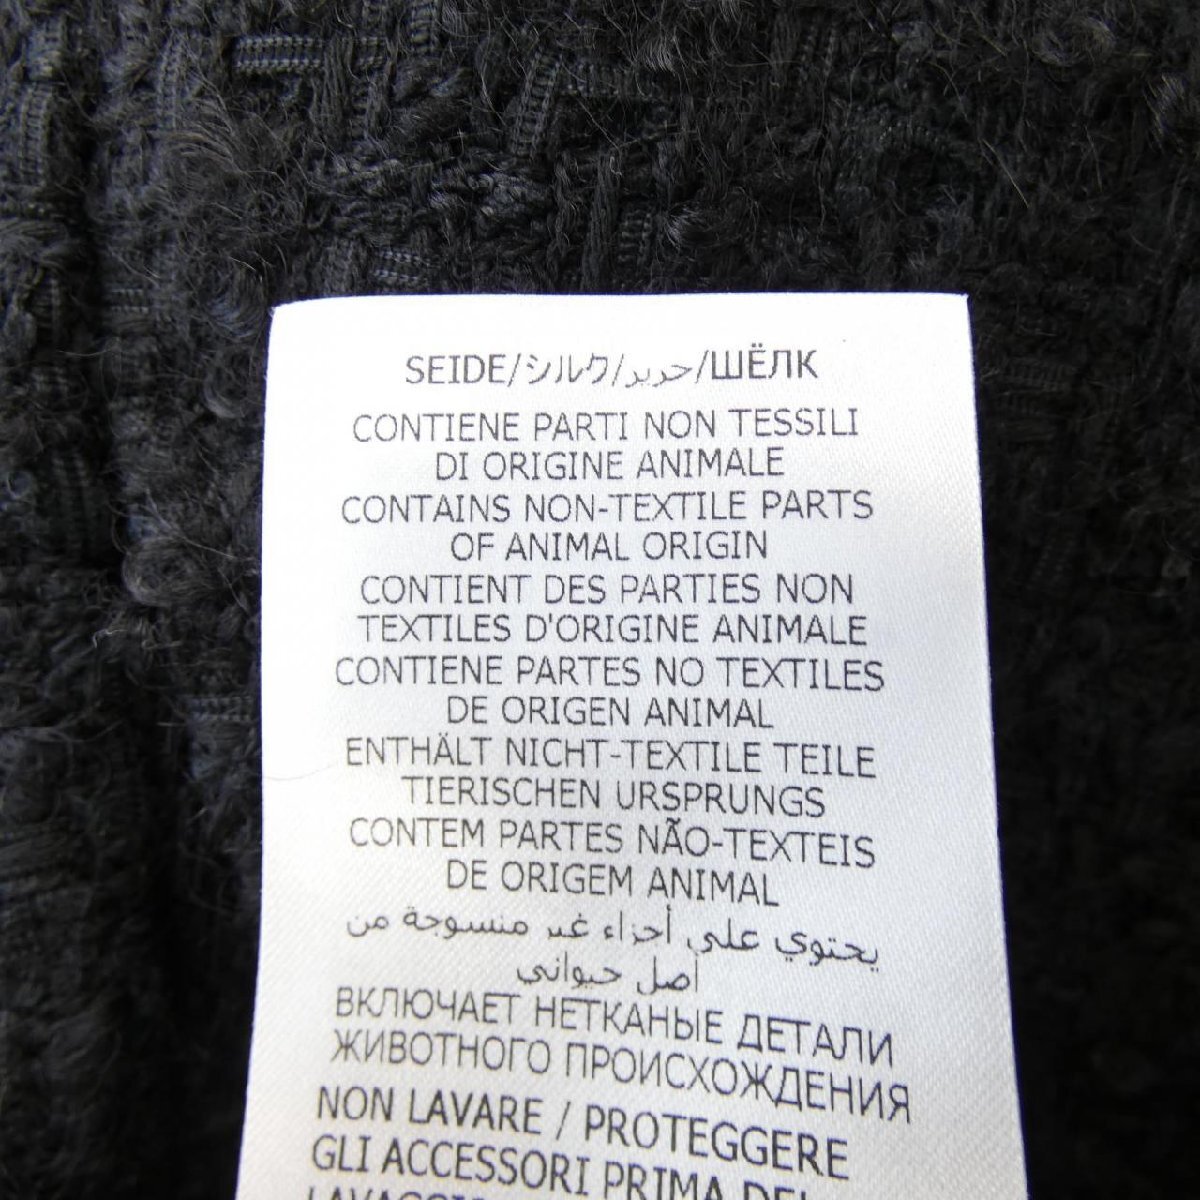 SEIDE/シルク/حرير/ШЁЛК
CONTIENE PARTI NON TESSILI
DI ORIGINE ANIMALE
CONTAINS NON-TEXTILE PARTS
OF ANIMAL ORIGIN
CONTIENT DES PARTIES NON
TEXTILES D'ORIGINE ANIMALE
CONTIENE PARTES NO TEXTILES
DE ORIGEN ANIMAL
ENTHÄLT NICHT-TEXTILE TEILE
TIERISCHEN URSPRUNGS
CONTEM PARTES NÃO-TEXTEIS
DE ORIGEM ANIMAL
يحتوي على أجزاء غير منسوجة من
أصل حيواني
ВКЛЮЧАЕТ НЕТКАНЫЕ ДЕТАЛИ
ЖИВОТНОГО ПРОИСХОЖДЕНИЯ
NON LAVARE / PROTEGGERE
GLI ACCESSORI PRIMA DEL